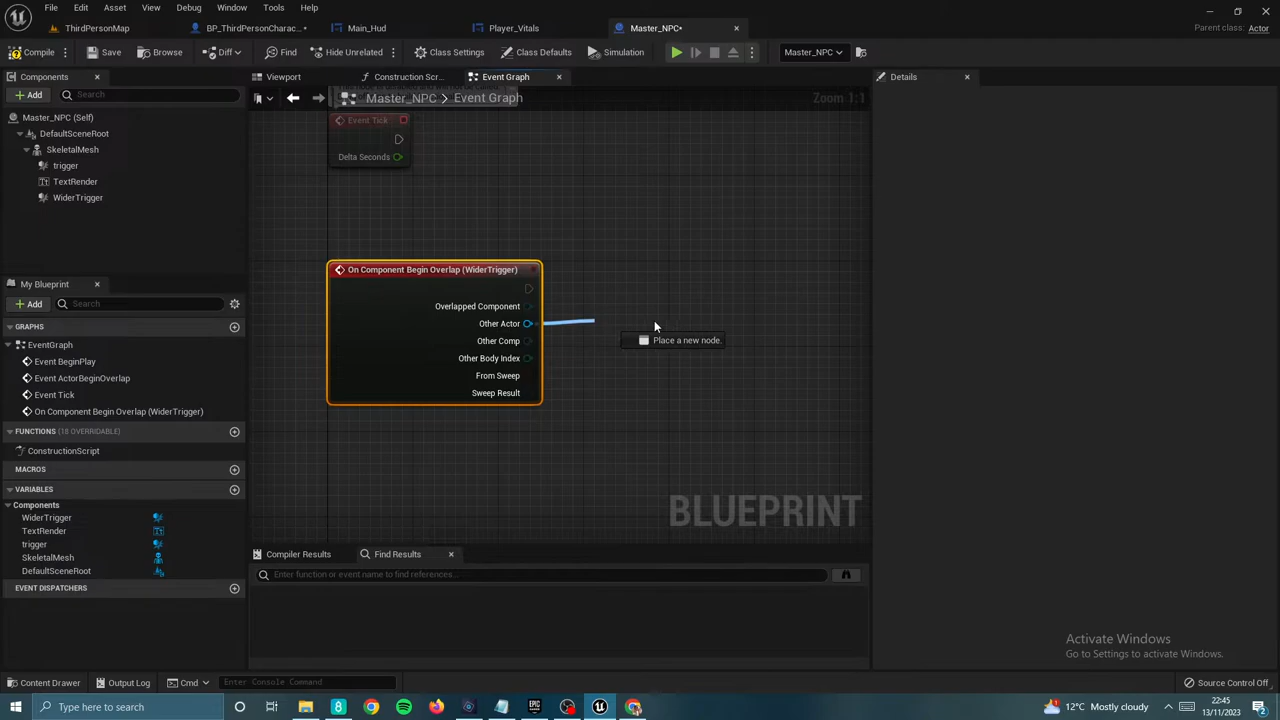 File Edit Asset View Debug Window Tools Help
Parent class: Actor
ThirdPersonMap BP_ThirdPersonCharac...• Main_Hud Player_Vitals Master_NPC•
Compile Save Browse Diff Find Hide Unrelated Class Settings Class Defaults Simulation Master_NPC
Components
Add Search
Master_NPC (Self)
DefaultSceneRoot
SkeletalMesh
trigger
TextRender
WiderTrigger
My Blueprint
Add Search
GRAPHS
EventGraph
Event BeginPlay
Event ActorBeginOverlap
Event Tick
On Component Begin Overlap (WiderTrigger)
FUNCTIONS (18 OVERRIDABLE)
ConstructionScript
MACROS
VARIABLES
Components
WiderTrigger
TextRender
trigger
SkeletalMesh
DefaultSceneRoot
EVENT DISPATCHERS
Viewport Construction Scr... Event Graph
Master_NPC > Event Graph
Zoom 1:1
Event Tick
Delta Seconds
On Component Begin Overlap (WiderTrigger)
Overlapped Component
Other Actor
Other Comp
Other Body Index
From Sweep
Sweep Result
Place a new node.
BLUEPRINT
Compiler Results Find Results
Enter function or event name to find references...
Details
Activate Windows
Go to Settings to activate Windows.
Content Drawer Output Log Cmd Enter Console Command
Source Control Off
Type here to search
12°C Mostly cloudy
22:45
13/11/2023